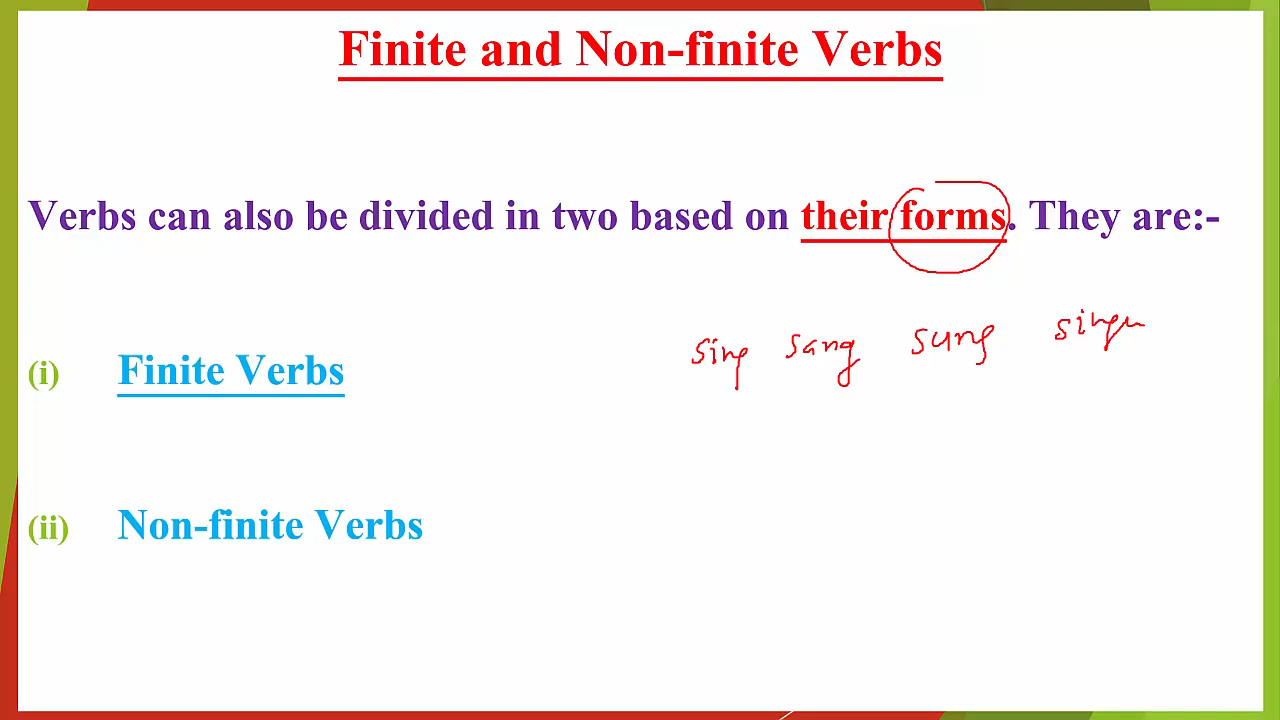 Finite and Non-finite Verbs
Verbs can also be divided in two based on their forms. They are:-
sing sang sung
(i) Finite Verbs
(ii) Non-finite Verbs